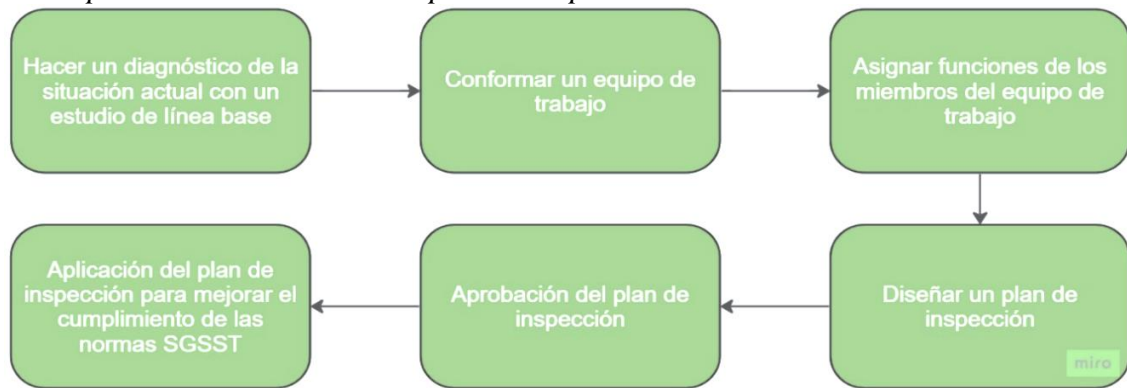 Hacer un diagnóstico de la
situación actual con un
estudio de línea base
Conformar un equipo de
trabajo
Asignar funciones de los
miembros del equipo de
trabajo
Diseñar un plan de
inspección
miro
Aprobación del plan de
inspección
Aplicación del plan de
inspección para mejorar el
cumplimiento de las
normas SGSST